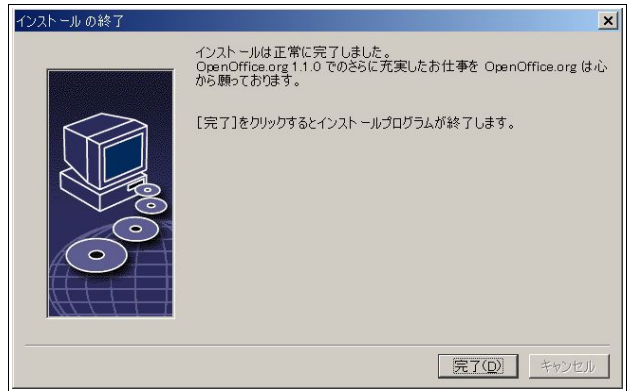 インストールの終了
インストールは正常に完了しました。
OpenOffice.org 1.1.0 でのさらに充実したお仕事を OpenOffice.org は心
から願っております。
[完了]をクリックするとインストールプログラムが終了します。
完了(D)
キャンセル